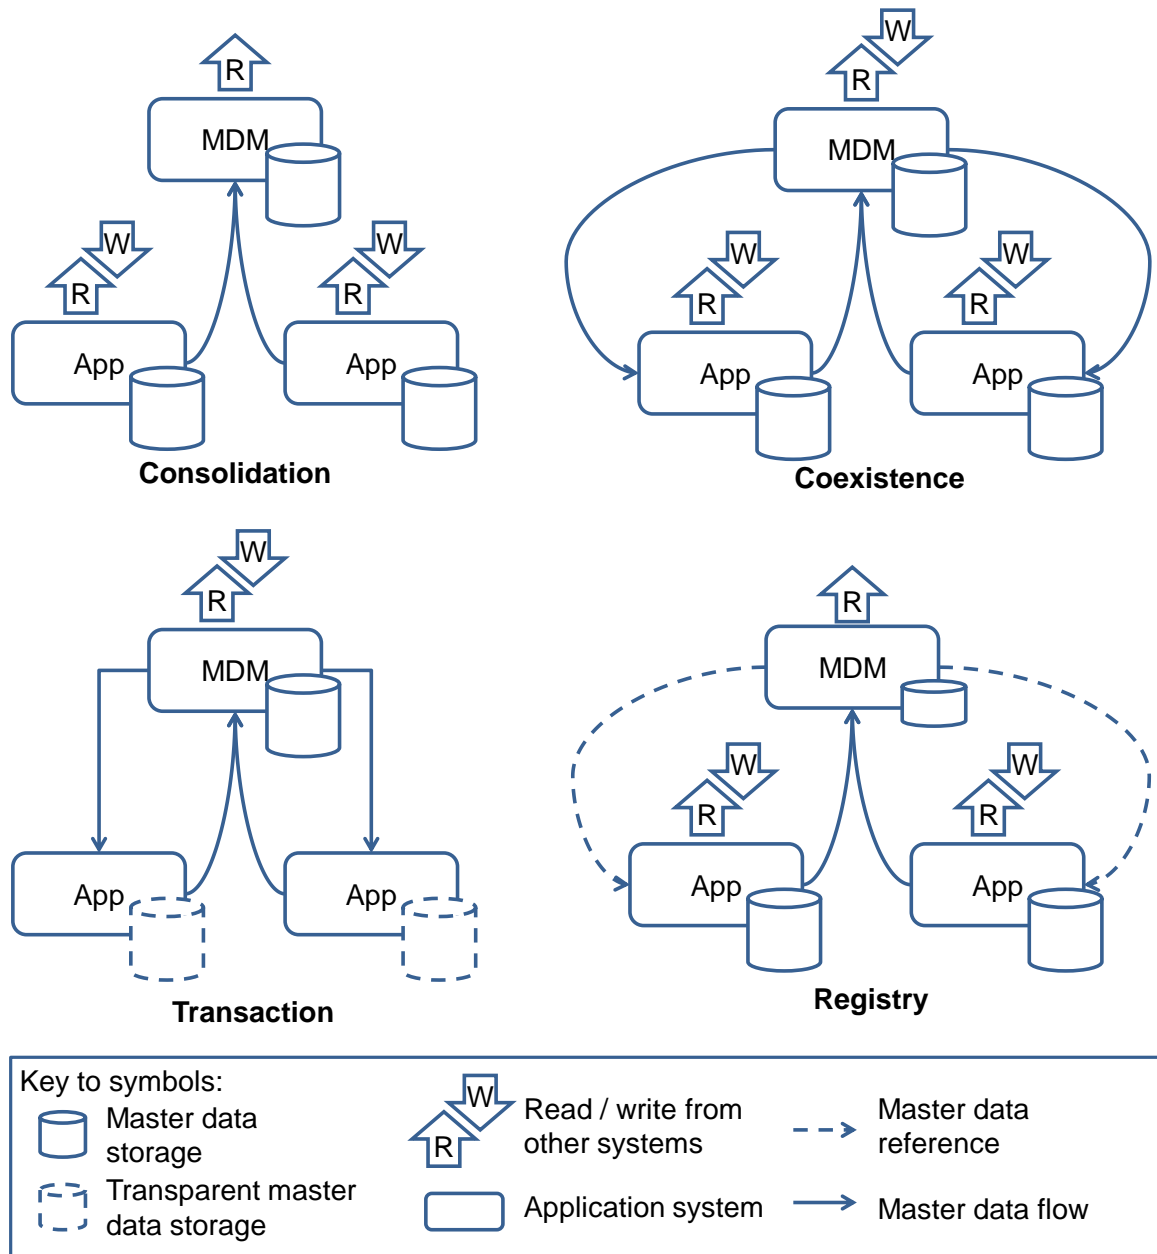 R
MDM
W
R
W
R
App
App
Consolidation
W
R
MDM
W
R
W
R
App
App
Coexistence
W
R
MDM
App
App
Transaction
R
MDM
W
R
W
R
App
App
Registry
Key to symbols:
Master data
storage
Transparent master
data storage
W
R
Read / write from
other systems
Application system
Master data
reference
Master data flow